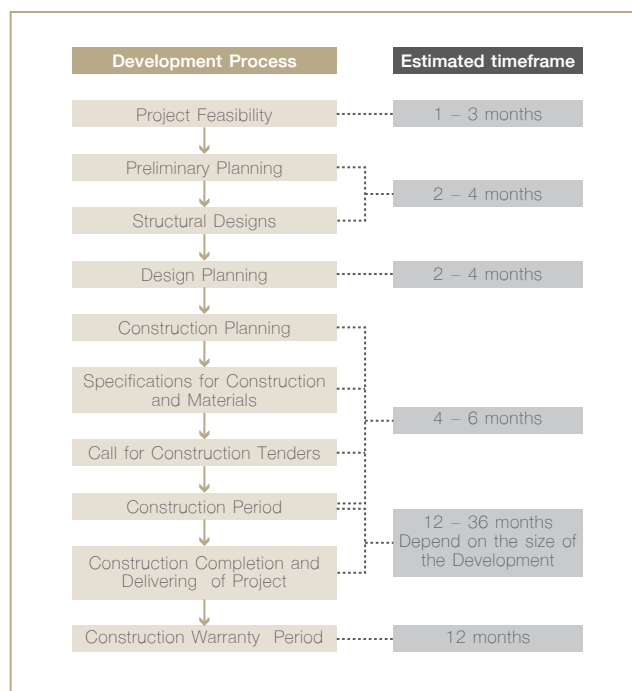 Development Process
Estimated timeframe
Project Feasibility
1 – 3 months
Preliminary Planning
2 – 4 months
Structural Designs
Design Planning
2 – 4 months
Construction Planning
Specifications for Construction
and Materials
4 – 6 months
Call for Construction Tenders
Construction Period
12 – 36 months
Depend on the size of
the Development
Construction Completion and
Delivering of Project
Construction Warranty Period
12 months